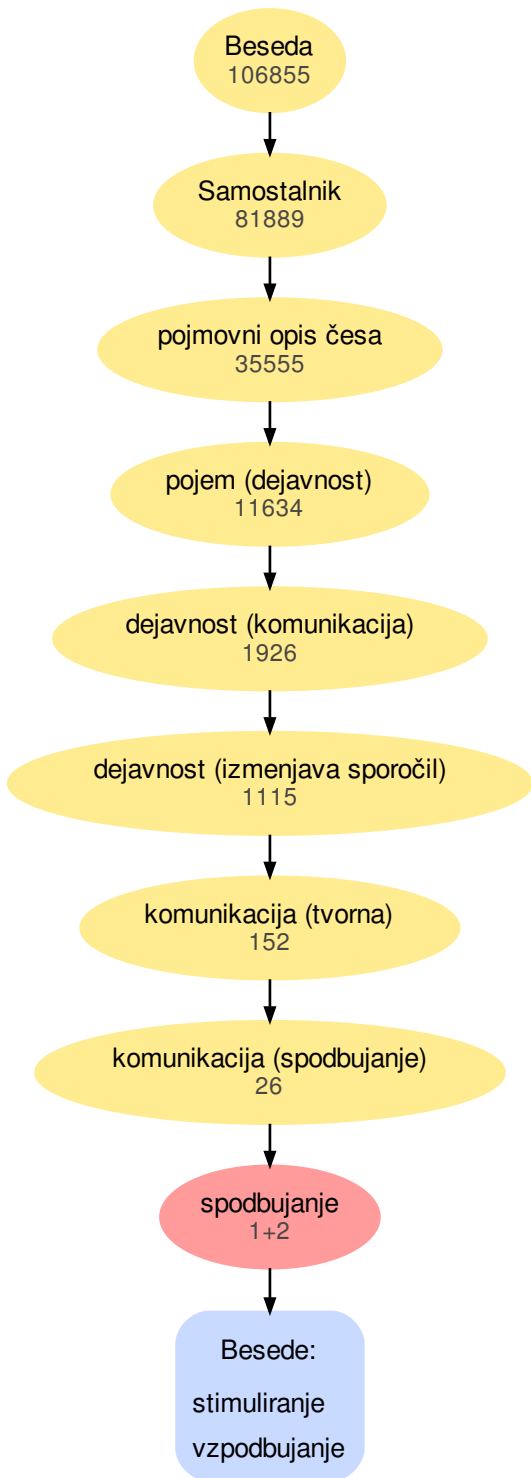 Beseda
106855
Samostalnik
81889
pojmovni opis česa
35555
pojem (dejavnost)
11634
dejavnost (komunikacija)
1926
dejavnost (izmenjava sporočil)
1115
komunikacija (tvorna)
152
komunikacija (spodbujanje)
26
spodbujanje
1+2
Besede:
stimuliranje
vzpodbujanje